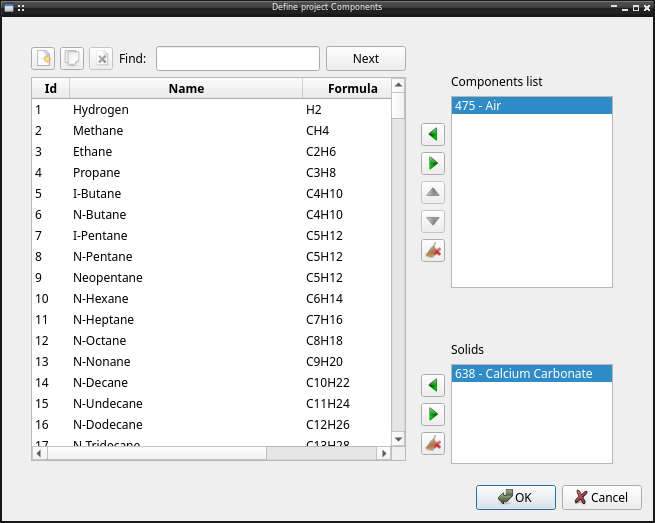 Define project Components
Find:
Next
Id Name Formula
1 Hydrogen H2
2 Methane CH4
3 Ethane C2H6
4 Propane C3H8
5 I-Butane C4H10
6 N-Butane C4H10
7 I-Pentane C5H12
8 N-Pentane C5H12
9 Neopentane C5H12
10 N-Hexane C6H14
11 N-Heptane C7H16
12 N-Octane C8H18
13 N-Nonane C9H20
14 N-Decane C10H22
15 N-Undecane C11H24
16 N-Dodecane C12H26
17 N-Tridecane C13H28
Components list
475 - Air
Solids
638 - Calcium Carbonate
OK
Cancel